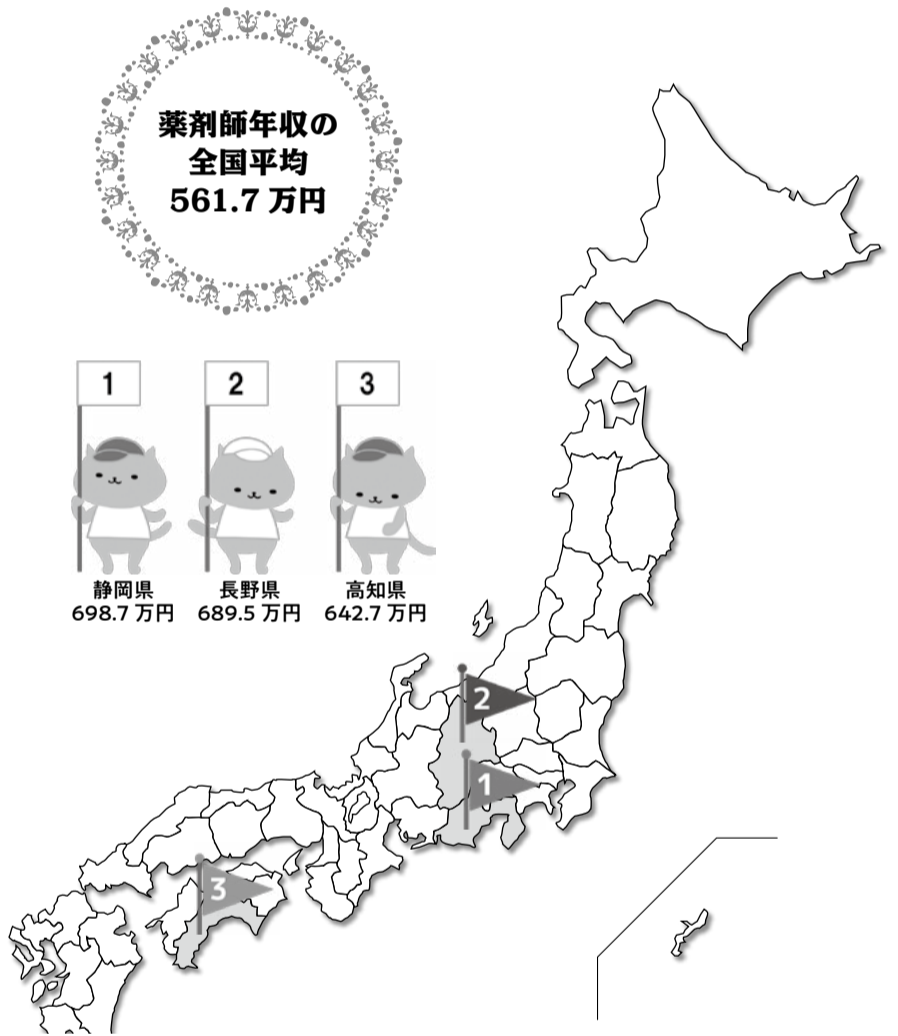 薬剤師年収の
全国平均
561.7 万円
1
2
3
静岡県
698.7 万円
長野県
689.5 万円
高知県
642.7 万円
2
1
3